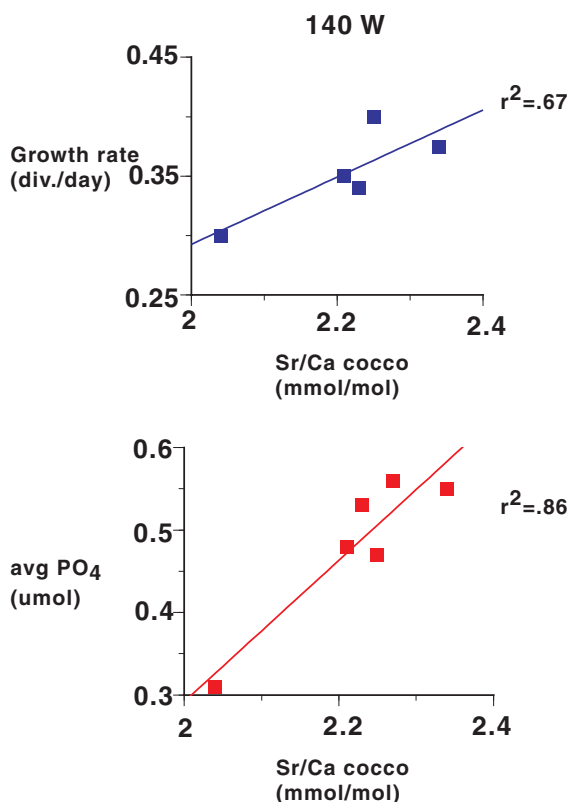 140 W
0.45
r²=.67
Growth rate
(div./day)
0.35
0.25
2
2.2
2.4
Sr/Ca cocco
(mmol/mol)
0.6
r²=.86
0.5
avg PO₄
(umol)
0.4
0.3
2
2.2
2.4
Sr/Ca cocco
(mmol/mol)